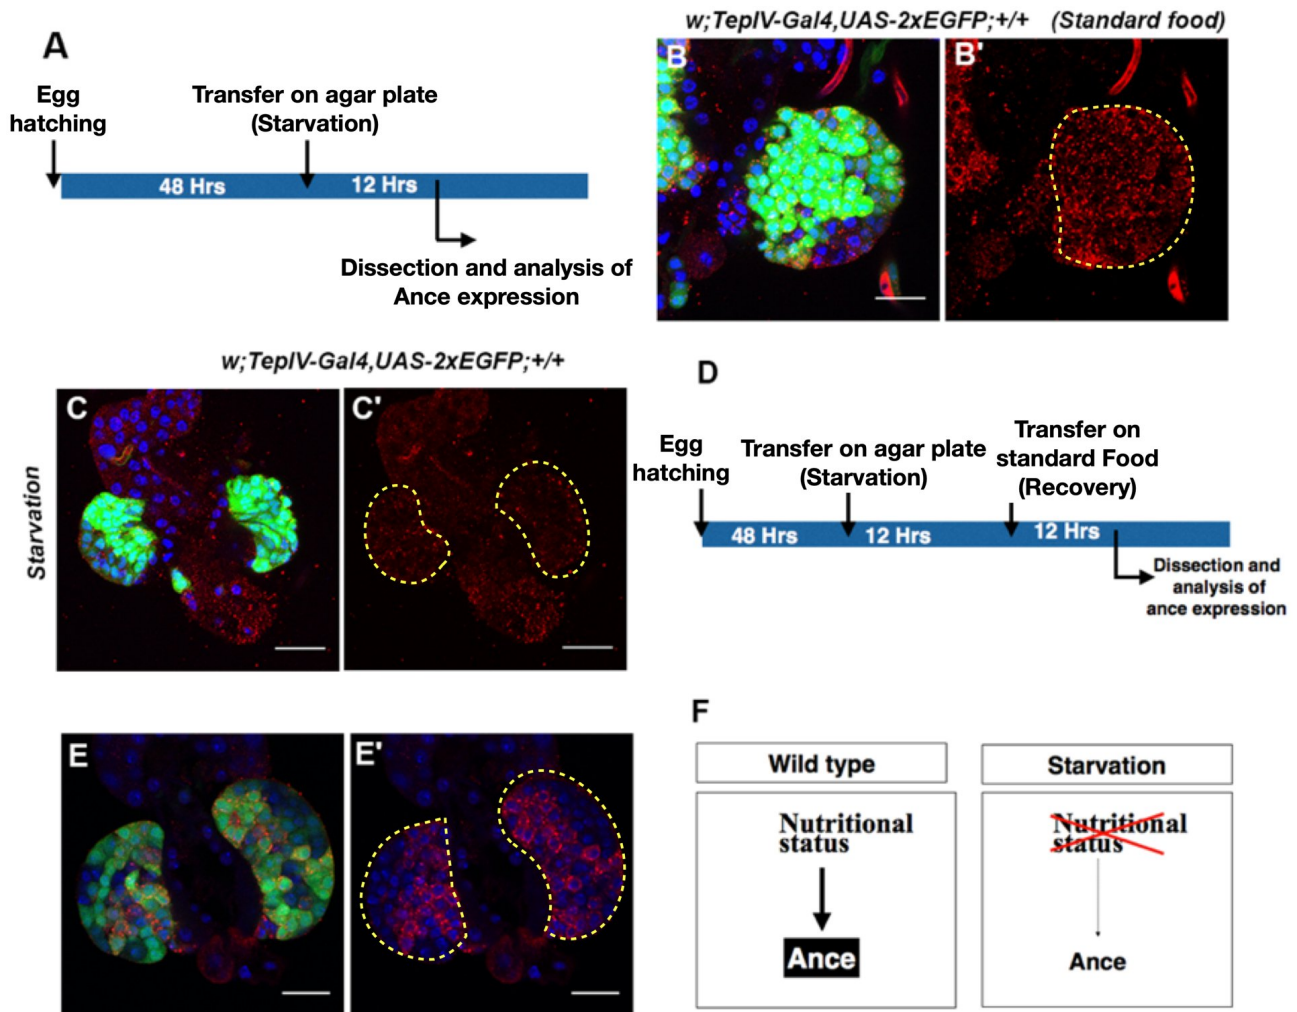 A
Egg
hatching
Transfer on agar plate
(Starvation)
48 Hrs
12 Hrs
Dissection and analysis of
Ance expression
w;TepIV-Gal4,UAS-2xEGFP;+/+ (Standard food)
B
B'
w;TepIV-Gal4,UAS-2xEGFP;+/+
Starvation
C
C'
D
Egg
hatching
Transfer on agar plate
(Starvation)
Transfer on
standard Food
(Recovery)
48 Hrs
12 Hrs
12 Hrs
Dissection and
analysis of
ance expression
E
E'
F
Wild type
Nutritional
status
Ance
Starvation
Nutritional
status
Ance